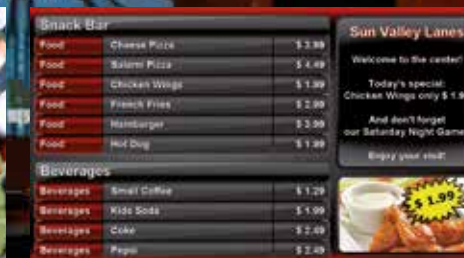 Snack Bar
Food Cheese Pizza $ 3.99
Food Salami Pizza $ 4.49
Food Chicken Wings $ 1.99
Food French Fries $ 2.99
Food Hamburger $ 3.99
Food Hot Dog $ 1.99
Beverages
Beverages Small Coffee $ 1.29
Beverages Kids Soda $ 1.99
Beverages Coke $ 2.49
Beverages Pepsi $ 2.49
Sun Valley Lanes
Welcome to the center!
Today's special:
Chicken Wings only $ 1.99
And don't forget
our Saturday Night Game
Enjoy your visit!
$ 1.99